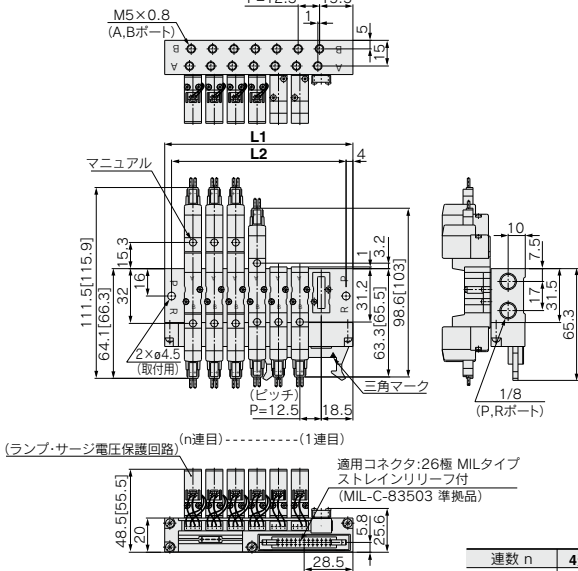 P=12.5
19.5
M5×0.8
(A,Bポート)
1
5
15
B
B
A
A
L1
L2
4
マニュアル
111.5[115.9]
64.1[66.3]
32
16
15.3
P
R
P
R
2×ø4.5
(取付用)
1
3.2
31.2
63.3[65.5]
98.6[103]
(ピッチ)
P=12.5
18.5
三角マーク
10
7.5
17
31.5
65.3
1/8
(P,Rポート)
(ランプ・サージ電圧保護回路)
(n連目)----------(1連目)
適用コネクタ:26極 MILタイプ
ストレインリリーフ付
(MIL-C-83503 準拠品)
48.5[55.5]
20
5.8
25.6
28.5
連数 n 4